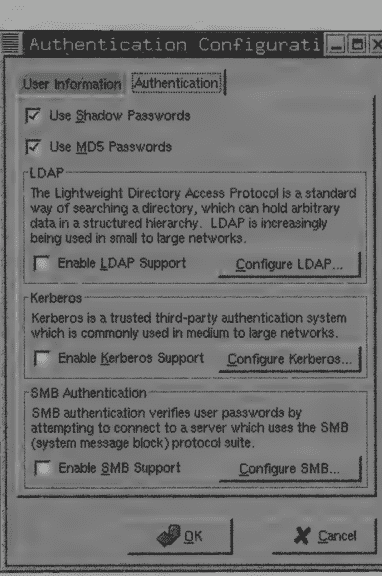 Authentication Configurati
User Information
Authentication
Use Shadow Passwords
Use MD5 Passwords
LDAP
The Lightweight Directory Access Protocol is a standard
way of searching a directory, which can hold arbitrary
data in a structured hierarchy. LDAP is increasingly
being used in small to large networks.
Enable LDAP Support
Configure LDAP...
Kerberos
Kerberos is a trusted third-party authentication system
which is commonly used in medium to large networks.
Enable Kerberos Support
Configure Kerberos...
SMB Authentication
SMB authentication verifies user passwords by
attempting to connect to a server which uses the SMB
(system message block) protocol suite.
Enable SMB Support
Configure SMB...
OK
Cancel